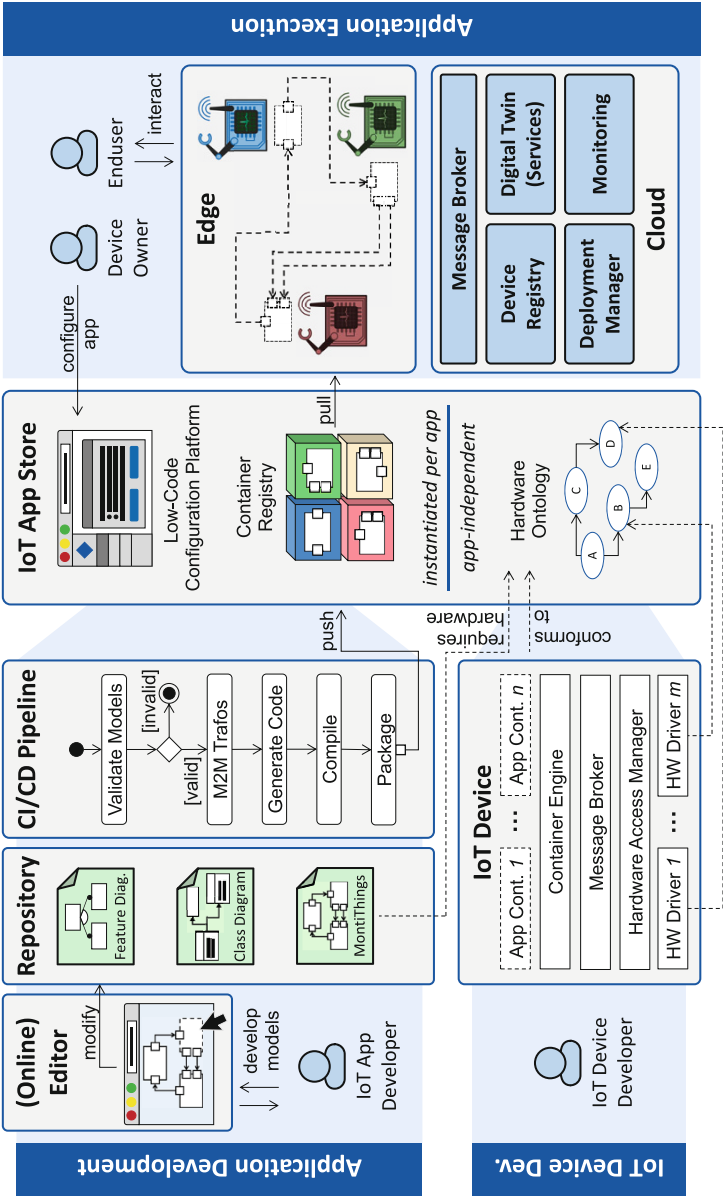 Application Development
(Online)
Editor
modify
develop
models
IoT App
Developer
Repository
Feature Diag.
Class Diagram
MontiThings
CI/CD Pipeline
Validate Models
[invalid]
[valid]
M2M Trafos
Generate Code
Compile
Package
push
IoT App Store
Low-Code
Configuration Platform
configure
app
Container
Registry
pull
instantiated per app
app-independent
Hardware
Ontology
A
B
C
D
E
requires
hardware
conforms
to
IoT Device Dev.
IoT Device
Developer
IoT Device
App Cont. 1
...
App Cont. n
Container Engine
Message Broker
Hardware Access Manager
HW Driver 1
...
HW Driver m
Application Execution
Device
Owner
Enduser
interact
Edge
Message Broker
Device
Registry
Digital Twin
(Services)
Deployment
Manager
Monitoring
Cloud